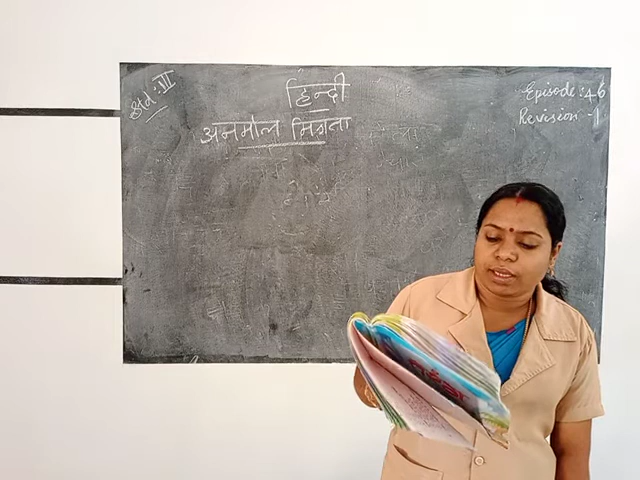 Std : VI
हिन्दी
अनमोल मित्रता
Episode : 46
Revision - 1